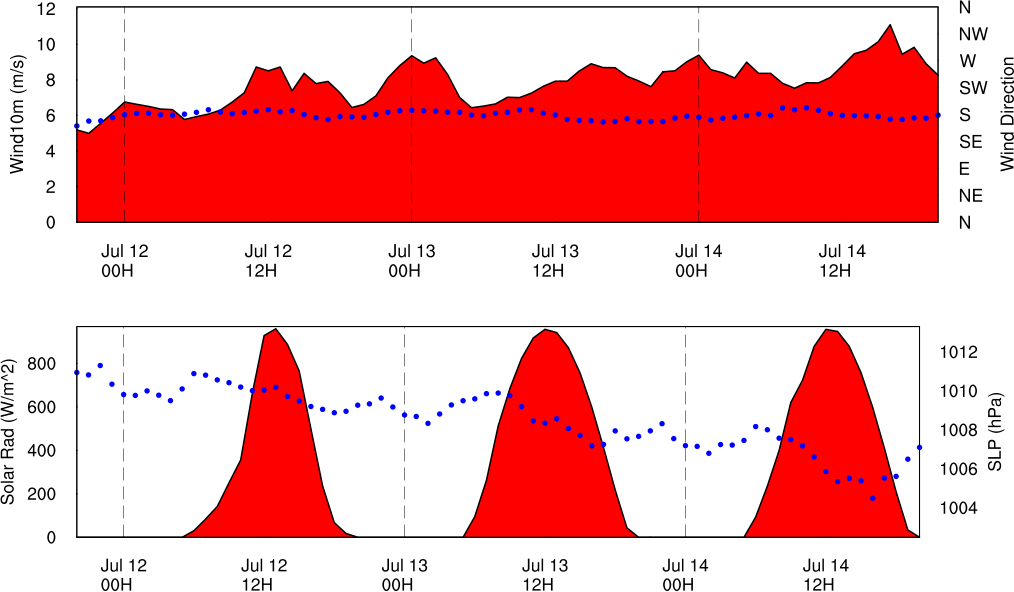 12
10
8
6
4
2
0
Wind10m (m/s)
N
NW
W
SW
S
SE
E
NE
N
Wind Direction
Jul 12 Jul 12 Jul 13 Jul 13 Jul 14 Jul 14
00H 12H 00H 12H 00H 12H
800
600
400
200
0
Solar Rad (W/m^2)
1012
1010
1008
1006
1004
SLP (hPa)
Jul 12 Jul 12 Jul 13 Jul 13 Jul 14 Jul 14
00H 12H 00H 12H 00H 12H